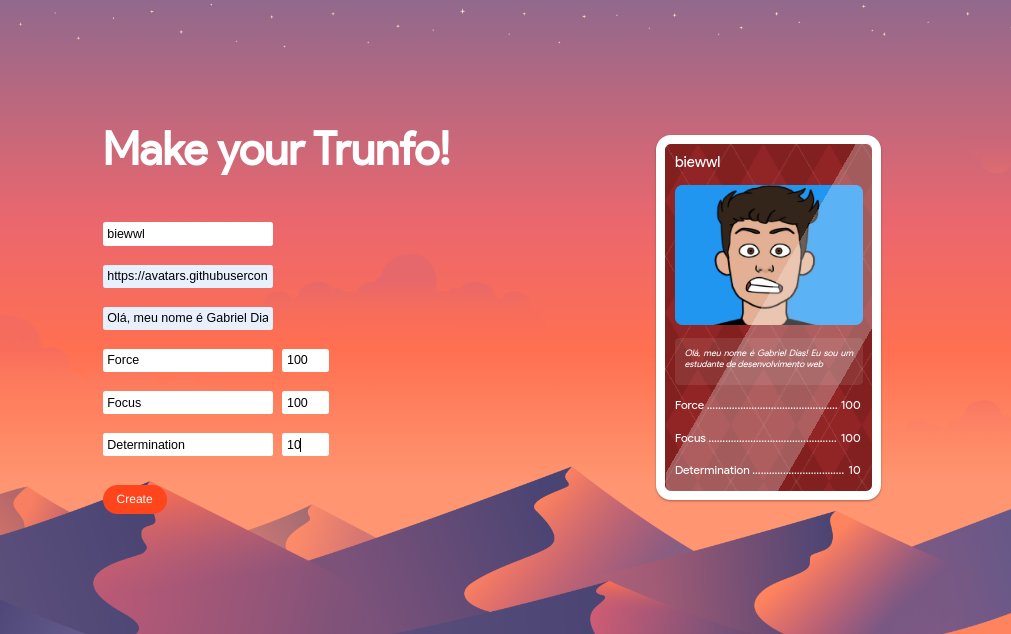 Make your Trunfo!
biewwl
https://avatars.githubusercon
Olá, meu nome é Gabriel Dia
Force 100
Focus 100
Determination 10
Create
biewwl
Olá, meu nome é Gabriel Dias! Eu sou um
estudante de desenvolvimento web
Force ............................................. 100
Focus ............................................ 100
Determination ................................ 10